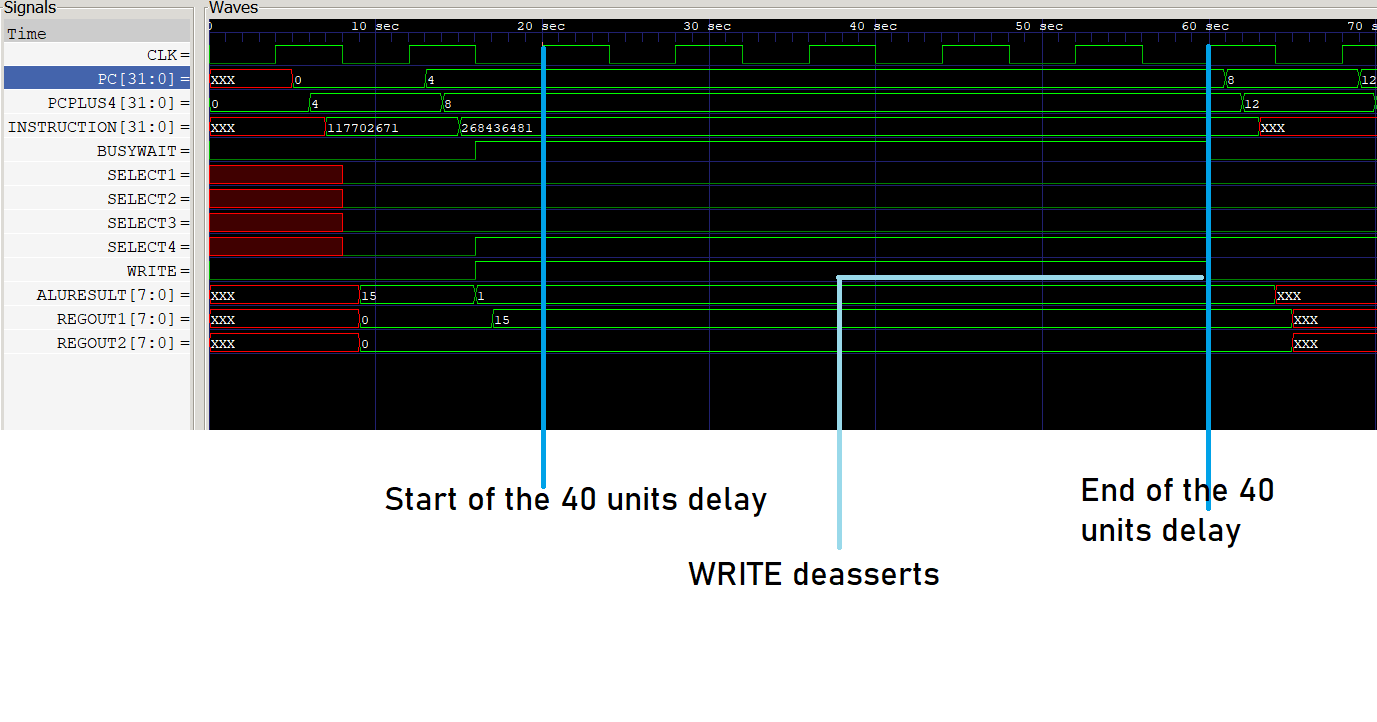 Signals
Waves
Time
0 10 sec 20 sec 30 sec 40 sec 50 sec 60 sec 70 s
CLK=
PC[31:0]= XXX 0 4 8 12
PCPLUS4[31:0]= 0 4 8 12
INSTRUCTION[31:0]= XXX 117702671 268436481 XXX
BUSYWAIT=
SELECT1=
SELECT2=
SELECT3=
SELECT4=
WRITE=
ALURESULT[7:0]= XXX 15 1 XXX
REGOUT1[7:0]= XXX 0 15 XXX
REGOUT2[7:0]= XXX 0 XXX
Start of the 40 units delay
End of the 40
units delay
WRITE deasserts